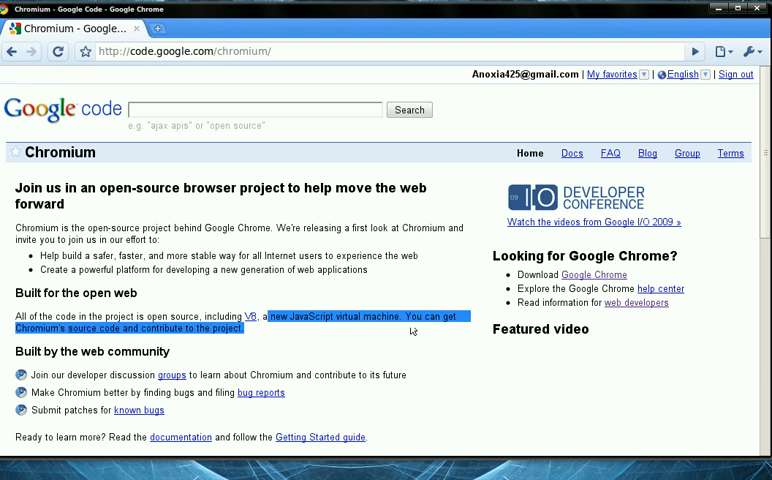 Chromium - Google Code - Google Chrome
Chromium - Google...
http://code.google.com/chromium/
Anoxia425@gmail.com | My favorites | English | Sign out
Google code
Search
e.g. "ajax apis" or "open source"
Chromium
Home Docs FAQ Blog Group Terms
Join us in an open-source browser project to help move the web
forward
Chromium is the open-source project behind Google Chrome. We're releasing a first look at Chromium and
invite you to join us in our effort to:
Help build a safer, faster, and more stable way for all Internet users to experience the web
Create a powerful platform for developing a new generation of web applications
Built for the open web
All of the code in the project is open source, including V8, a new JavaScript virtual machine. You can get
Chromium's source code and contribute to the project.
Built by the web community
Join our developer discussion groups to learn about Chromium and contribute to its future
Make Chromium better by finding bugs and filing bug reports
Submit patches for known bugs
Ready to learn more? Read the documentation and follow the Getting Started guide.
09 I/O DEVELOPER
CONFERENCE
Watch the videos from Google I/O 2009 »
Looking for Google Chrome?
Download Google Chrome
Explore the Google Chrome help center
Read information for web developers
Featured video